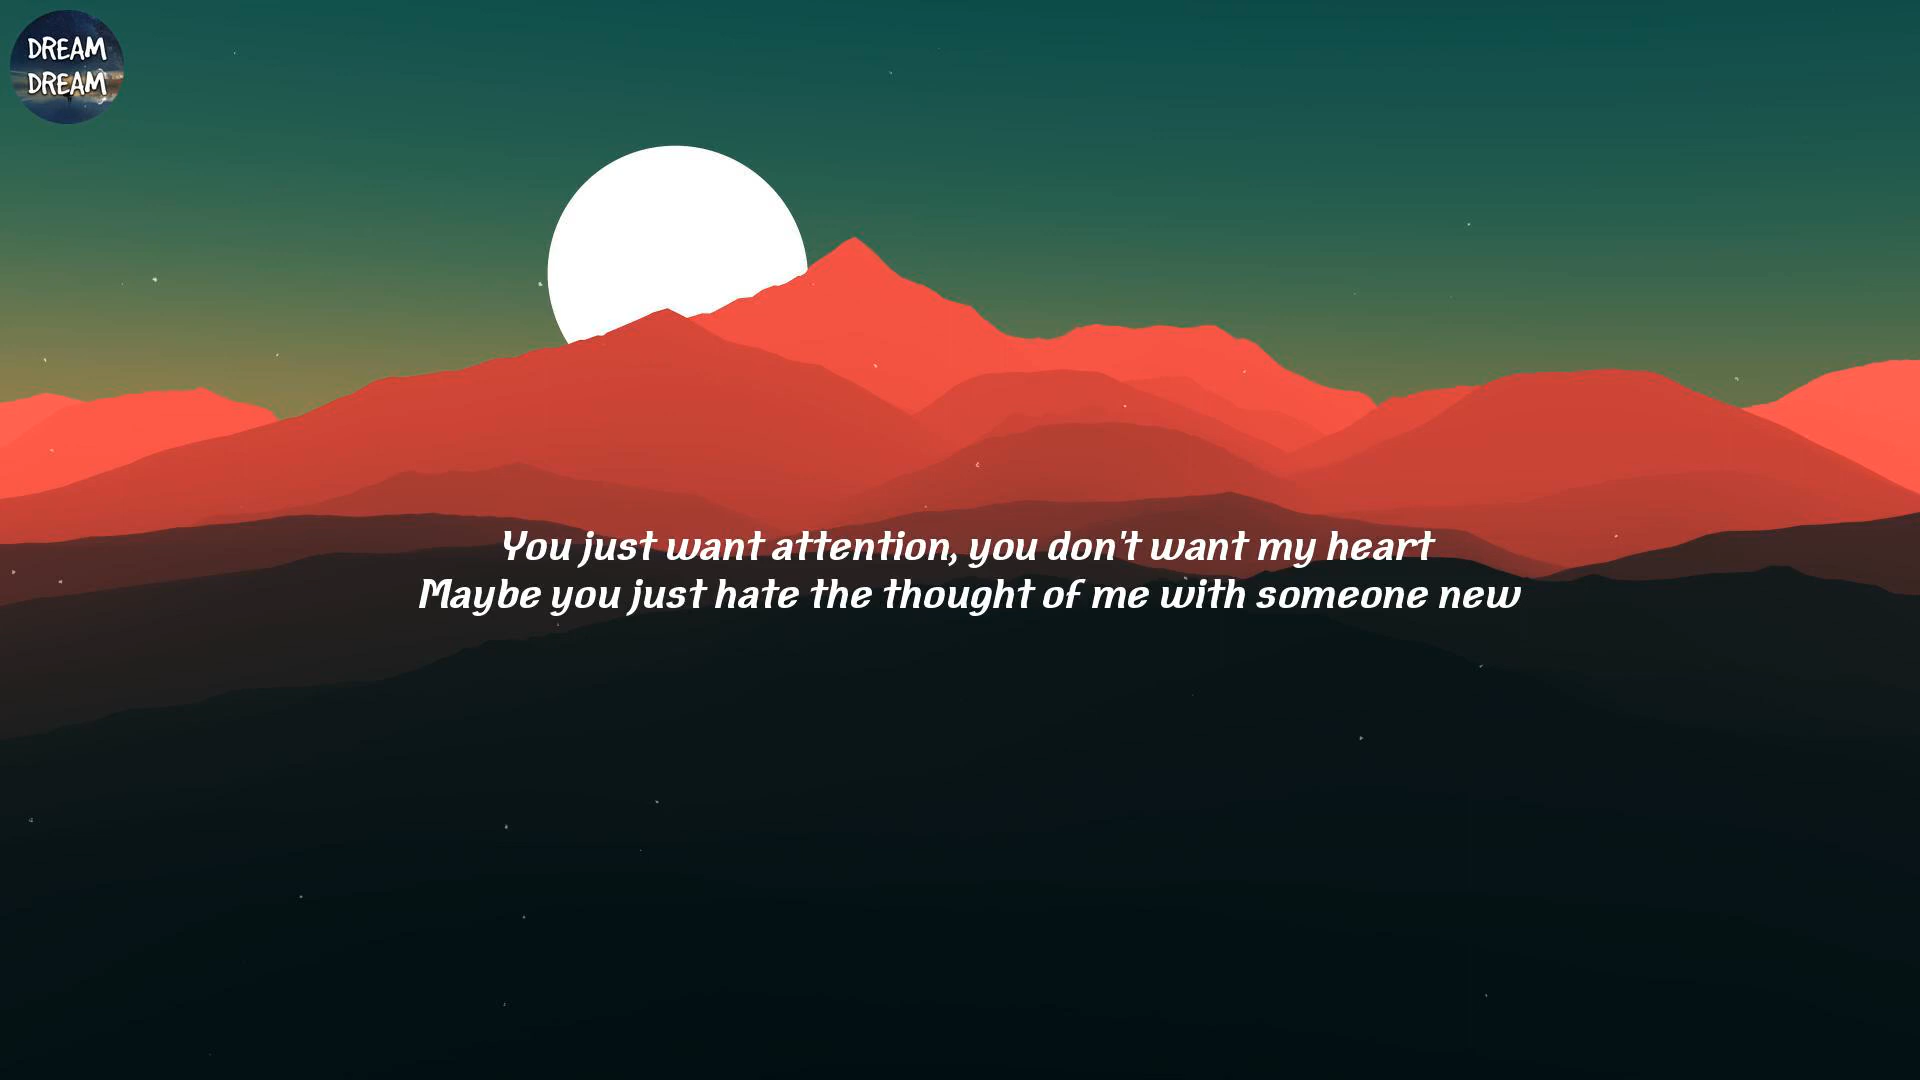 DREAM
DREAM
You just want attention, you don't want my heart
Maybe you just hate the thought of me with someone new